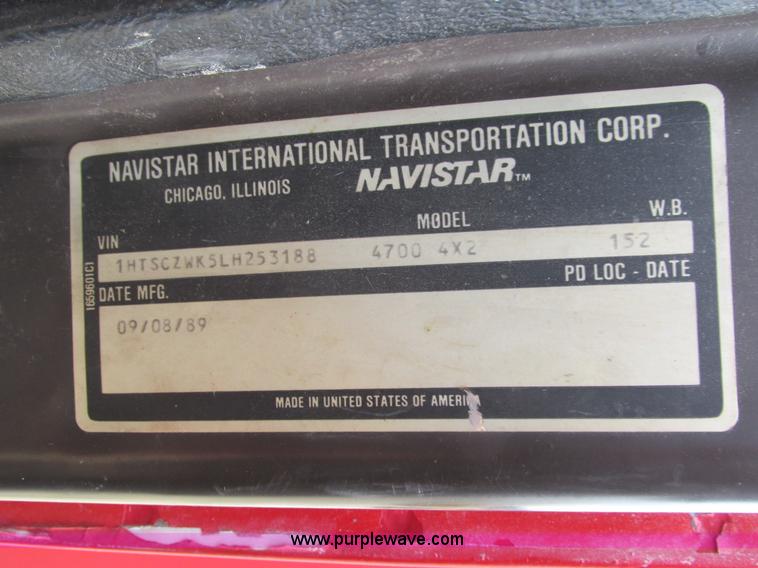 NAVISTAR INTERNATIONAL TRANSPORTATION CORP.
CHICAGO, ILLINOIS NAVISTAR™
VIN MODEL W.B.
1HTSCZWK5LH253188 4700 4X2 152
DATE MFG. PD LOC - DATE
09/08/89
1659601C1
MADE IN UNITED STATES OF AMERICA
www.purplewave.com